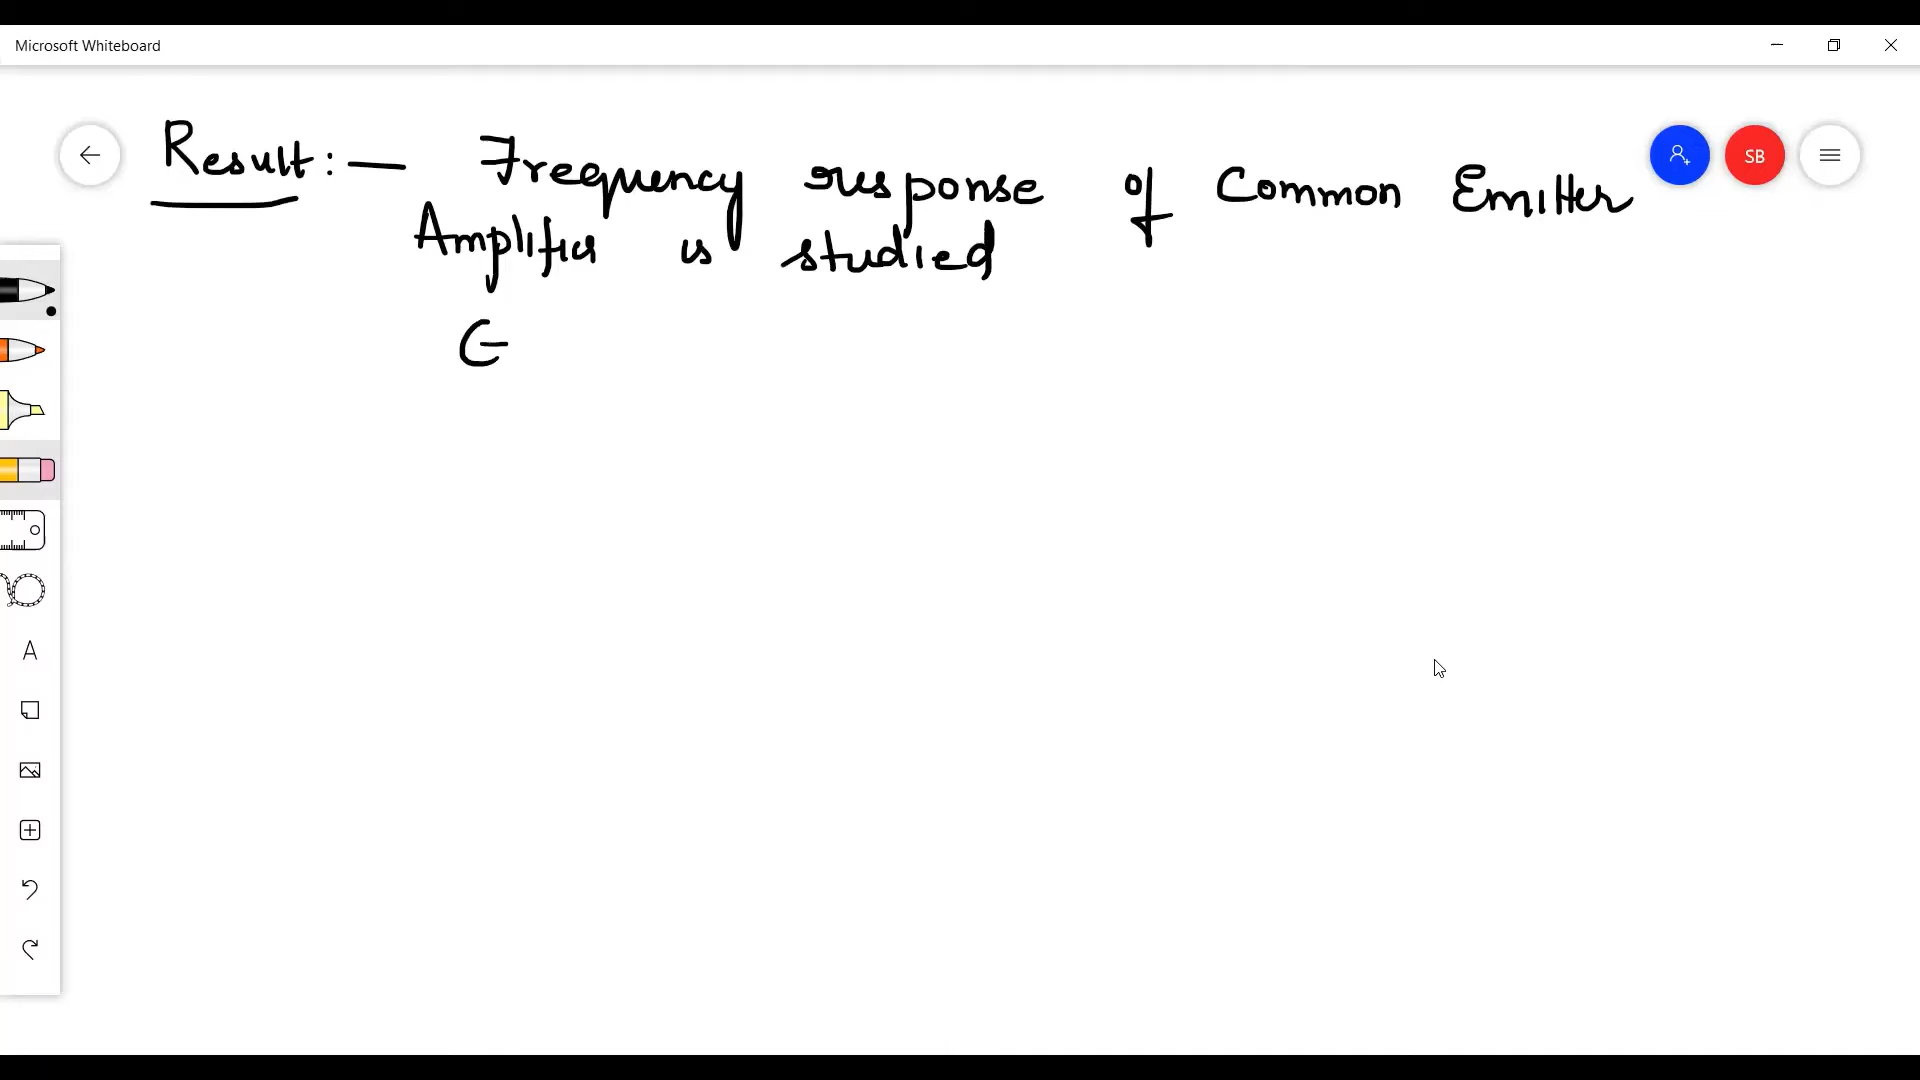 Microsoft Whiteboard
Result:— Frequency response of Common Emitter
SB
Amplifier is studied
G
A